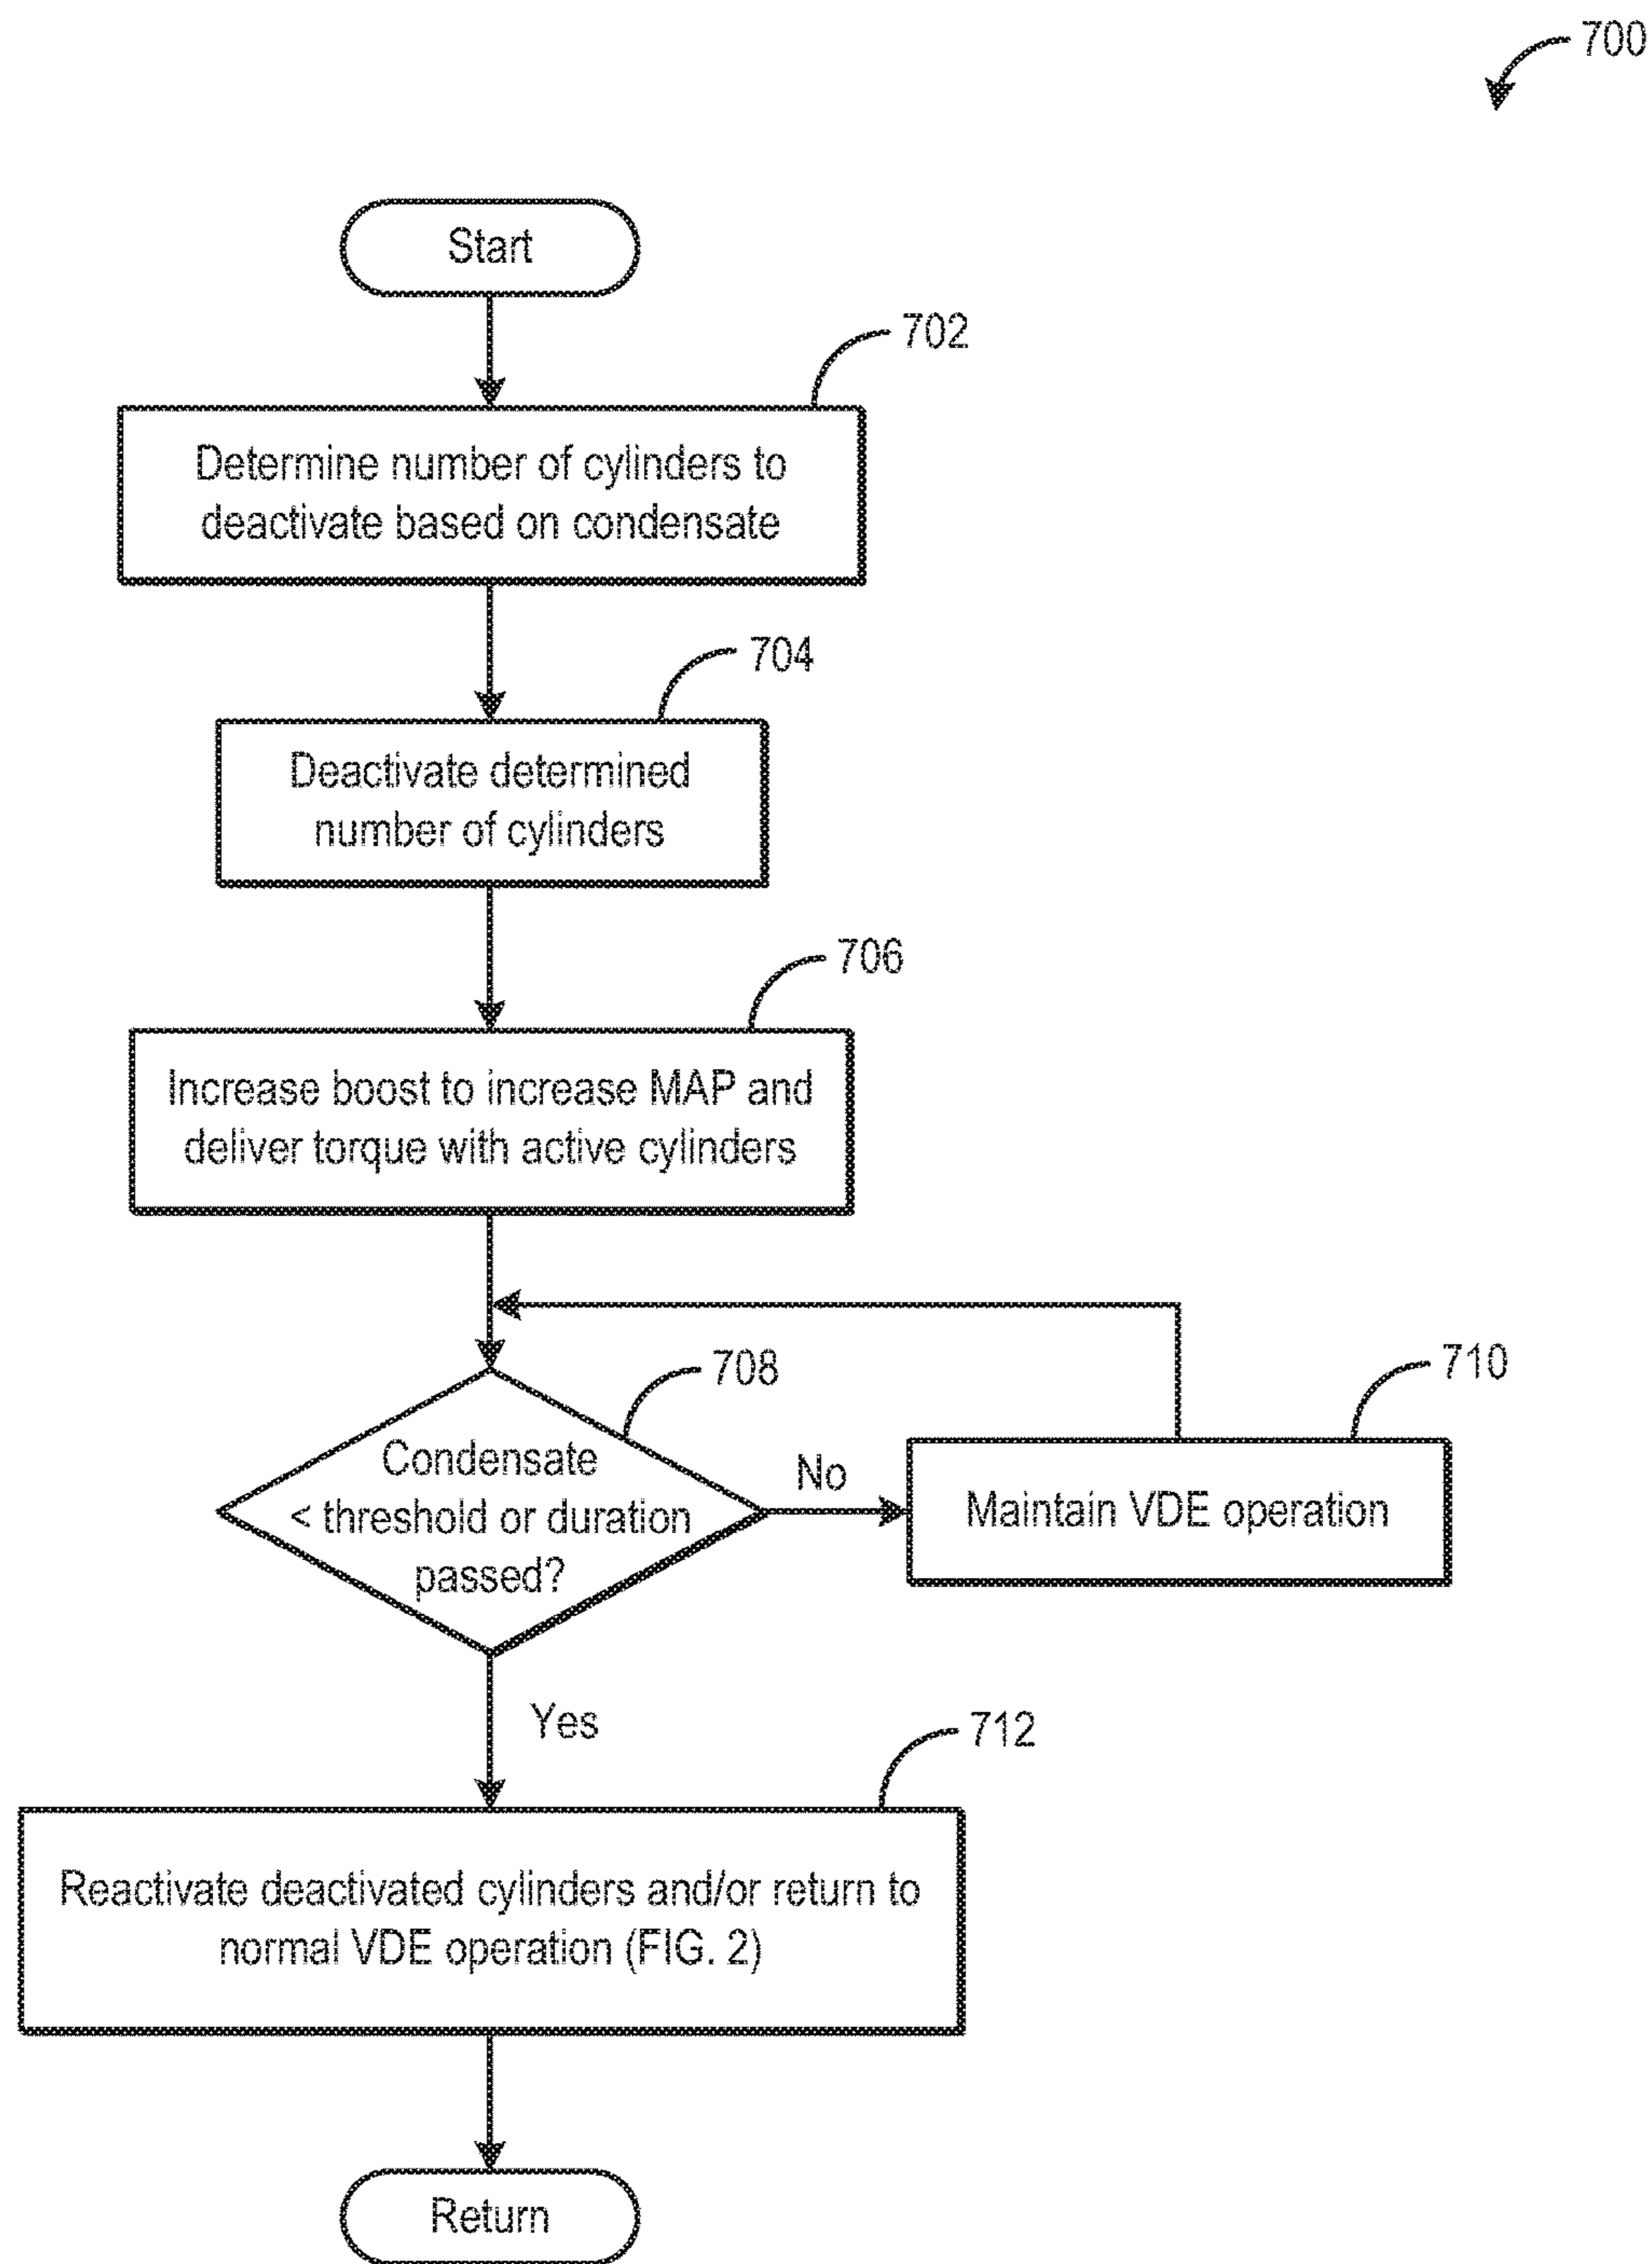 700
Start
702
Determine number of cylinders to
deactivate based on condensate
704
Deactivate determined
number of cylinders
706
Increase boost to increase MAP and
deliver torque with active cylinders
708
Condensate
< threshold or duration
passed?
No
710
Maintain VDE operation
Yes
712
Reactivate deactivated cylinders and/or return to
normal VDE operation (FIG. 2)
Return